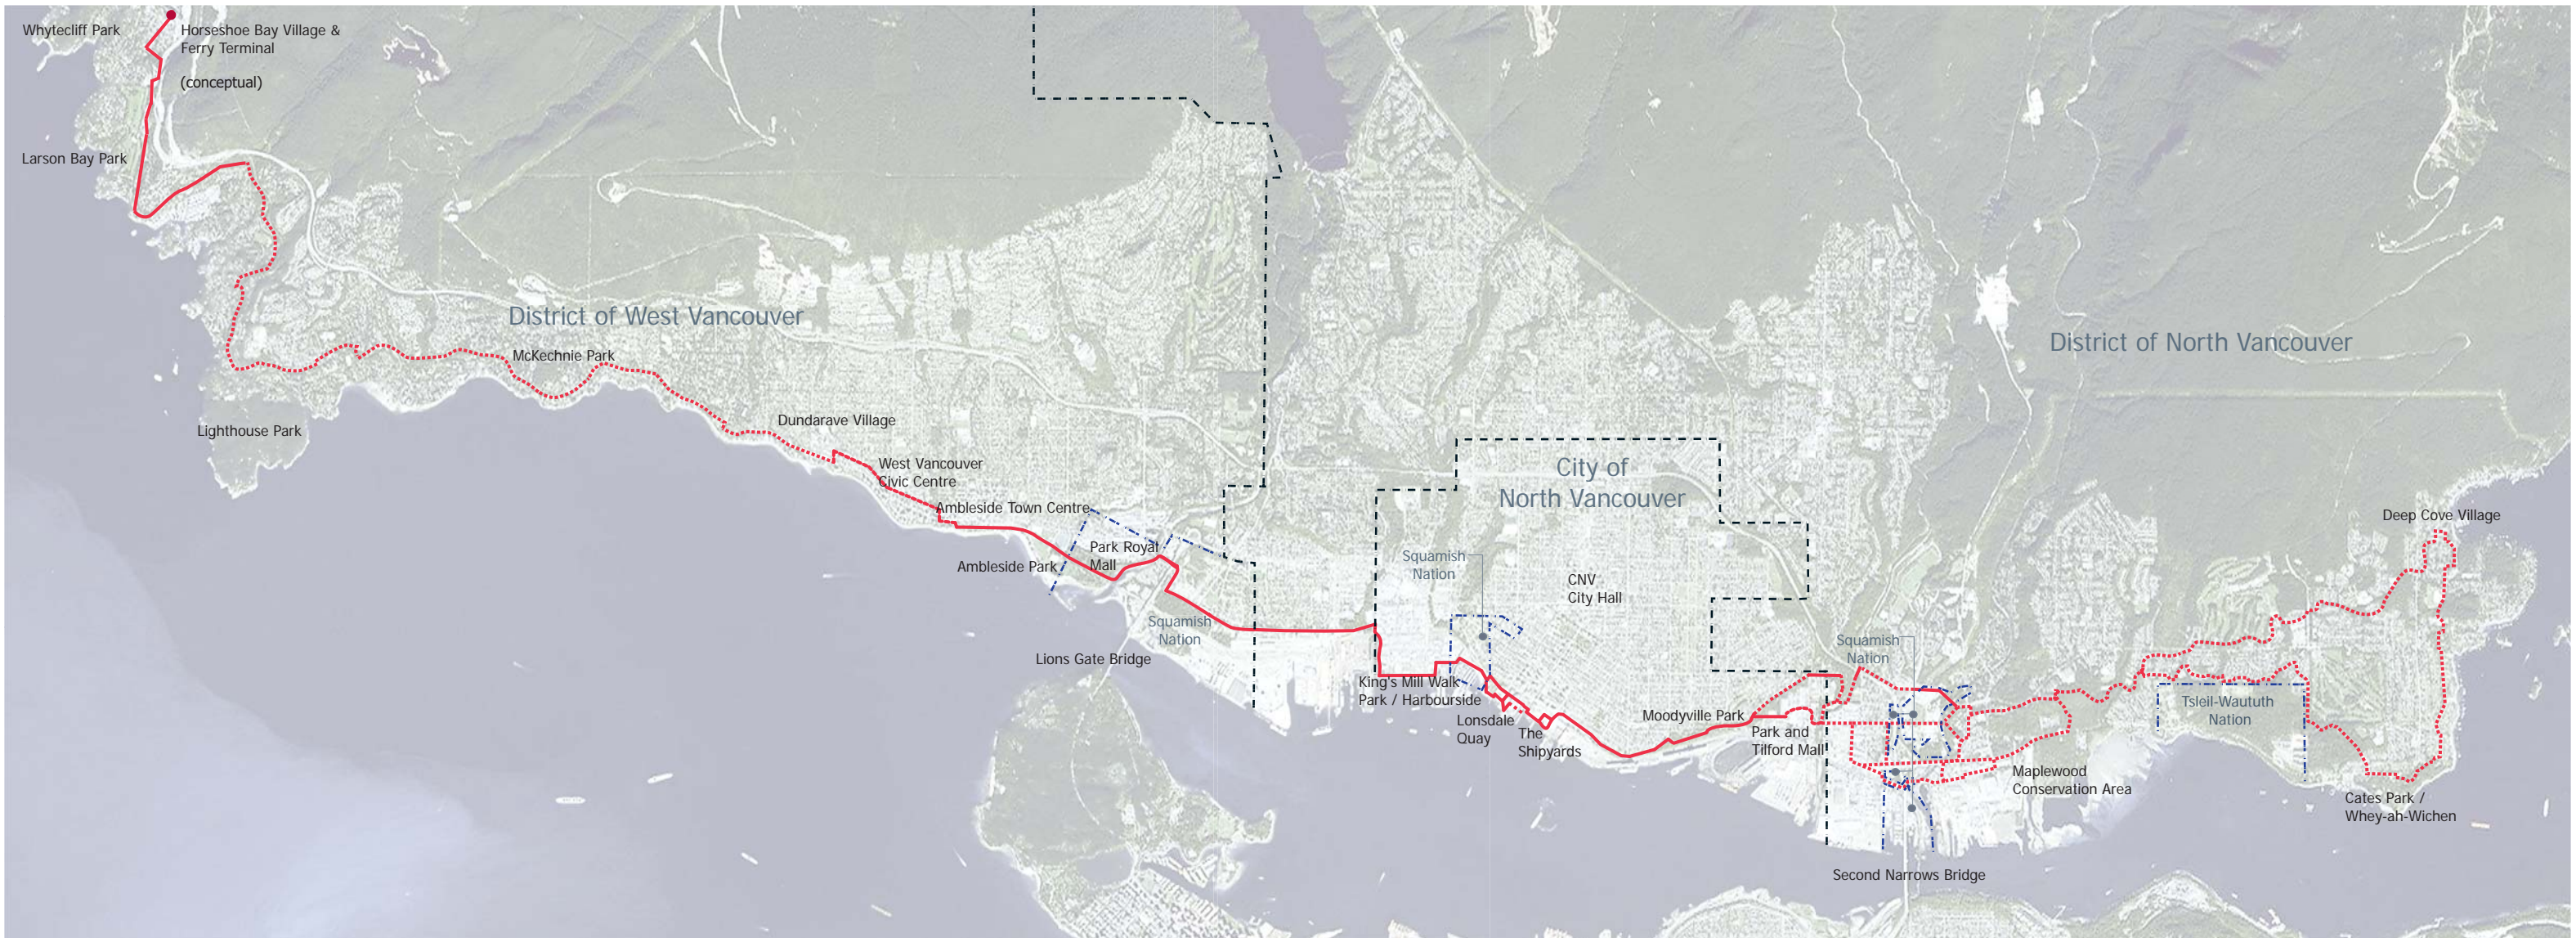 Whytecliff Park
Horseshoe Bay Village &
Ferry Terminal
(conceptual)
Larson Bay Park
District of West Vancouver
McKechnie Park
Lighthouse Park
Dundarave Village
West Vancouver
Civic Centre
Ambleside Town Centre
Ambleside Park
Park Royal
Mall
Squamish
Nation
Lions Gate Bridge
City of
North Vancouver
Squamish
Nation
CNV
City Hall
King's Mill Walk
Park / Harbourside
Lonsdale
Quay
The
Shipyards
Moodyville Park
Park and
Tilford Mall
Squamish
Nation
District of North Vancouver
Deep Cove Village
Tsleil-Waututh
Nation
Maplewood
Conservation Area
Cates Park /
Whey-ah-Wichen
Second Narrows Bridge